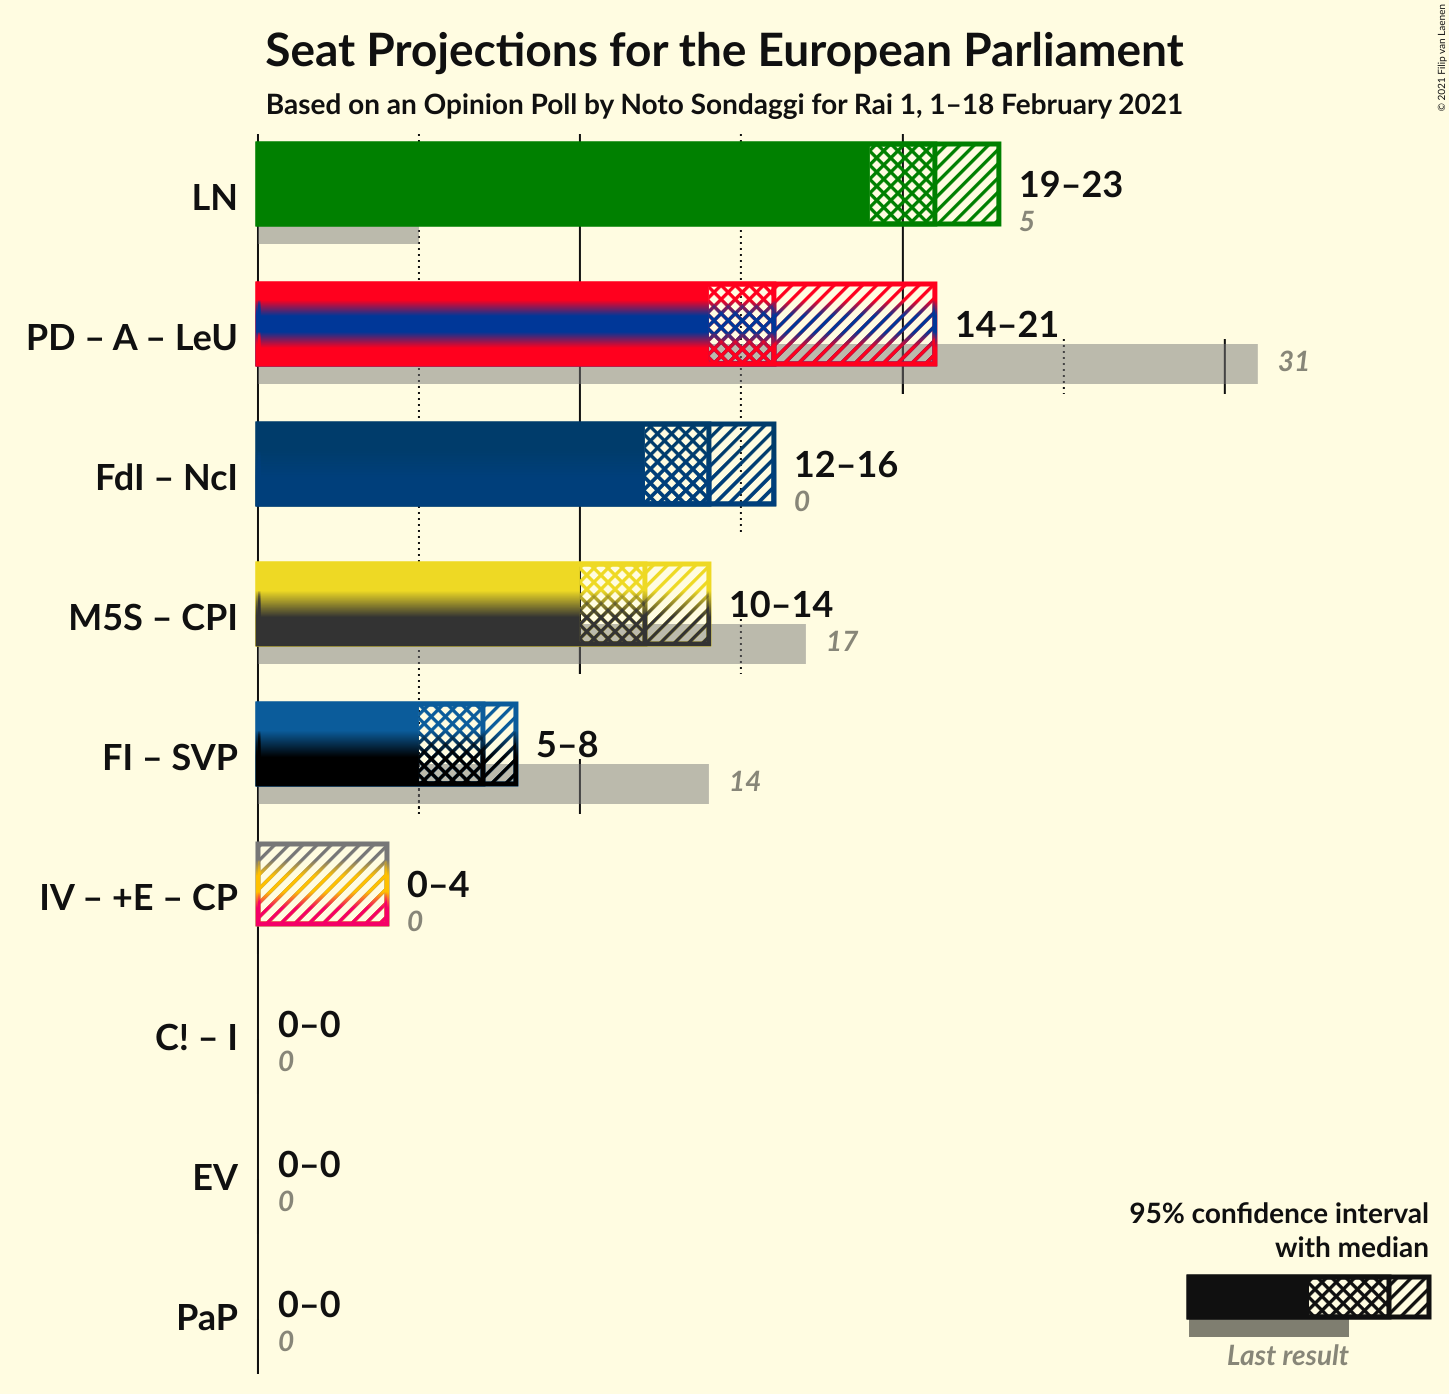 Seat Projections for the European Parliament
Based on an Opinion Poll by Noto Sondaggi for Rai 1, 1–18 February 2021
© 2021 Filip van Laenen
LN
19–23
5
PD – A – LeU
14–21
31
FdI – NcI
12–16
0
M5S – CPI
10–14
17
FI – SVP
5–8
14
IV – +E – CP
0–4
0
C! – I
0–0
0
EV
0–0
0
PaP
0–0
0
95% confidence interval
with median
Last result